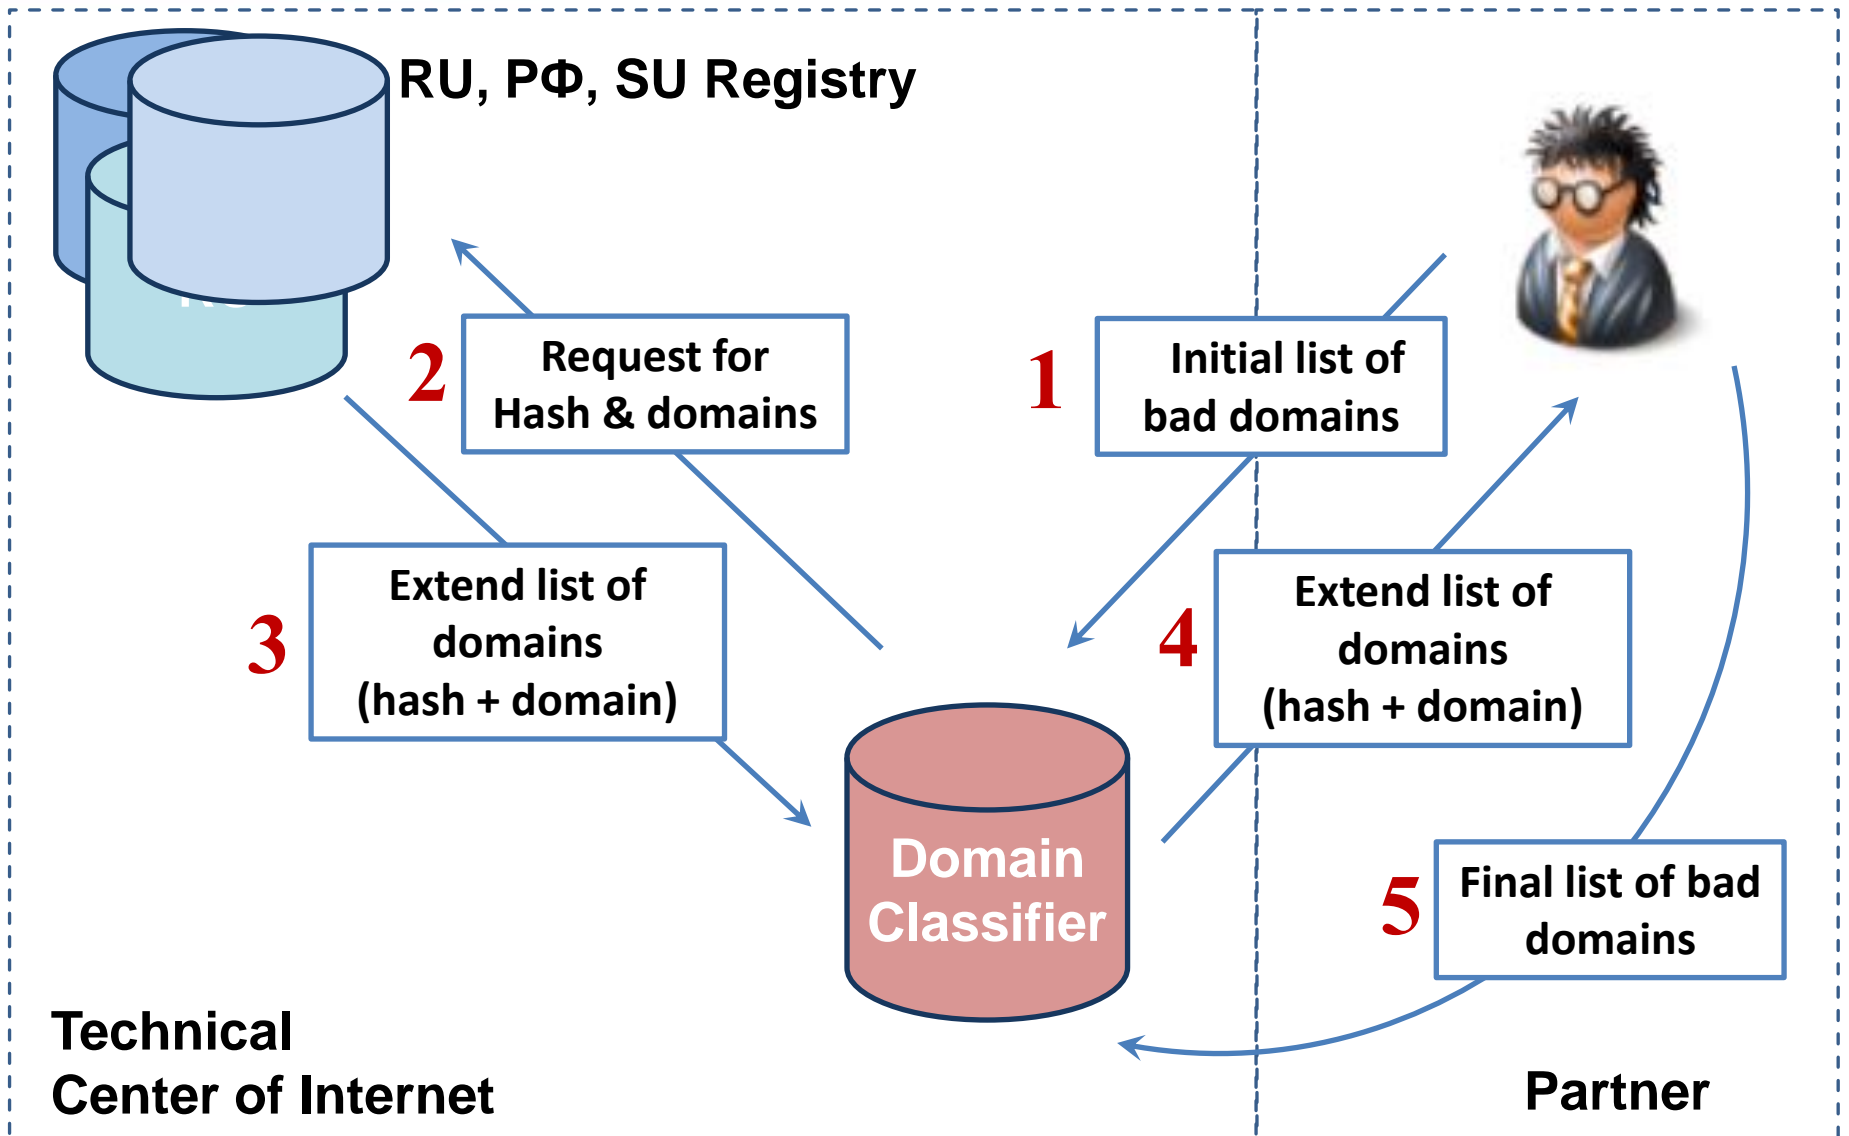 RU, РФ, SU Registry
2
Request for
Hash & domains
1
Initial list of
bad domains
3
Extend list of
domains
(hash + domain)
4
Extend list of
domains
(hash + domain)
Domain
Classifier
5
Final list of bad
domains
Technical
Center of Internet
Partner